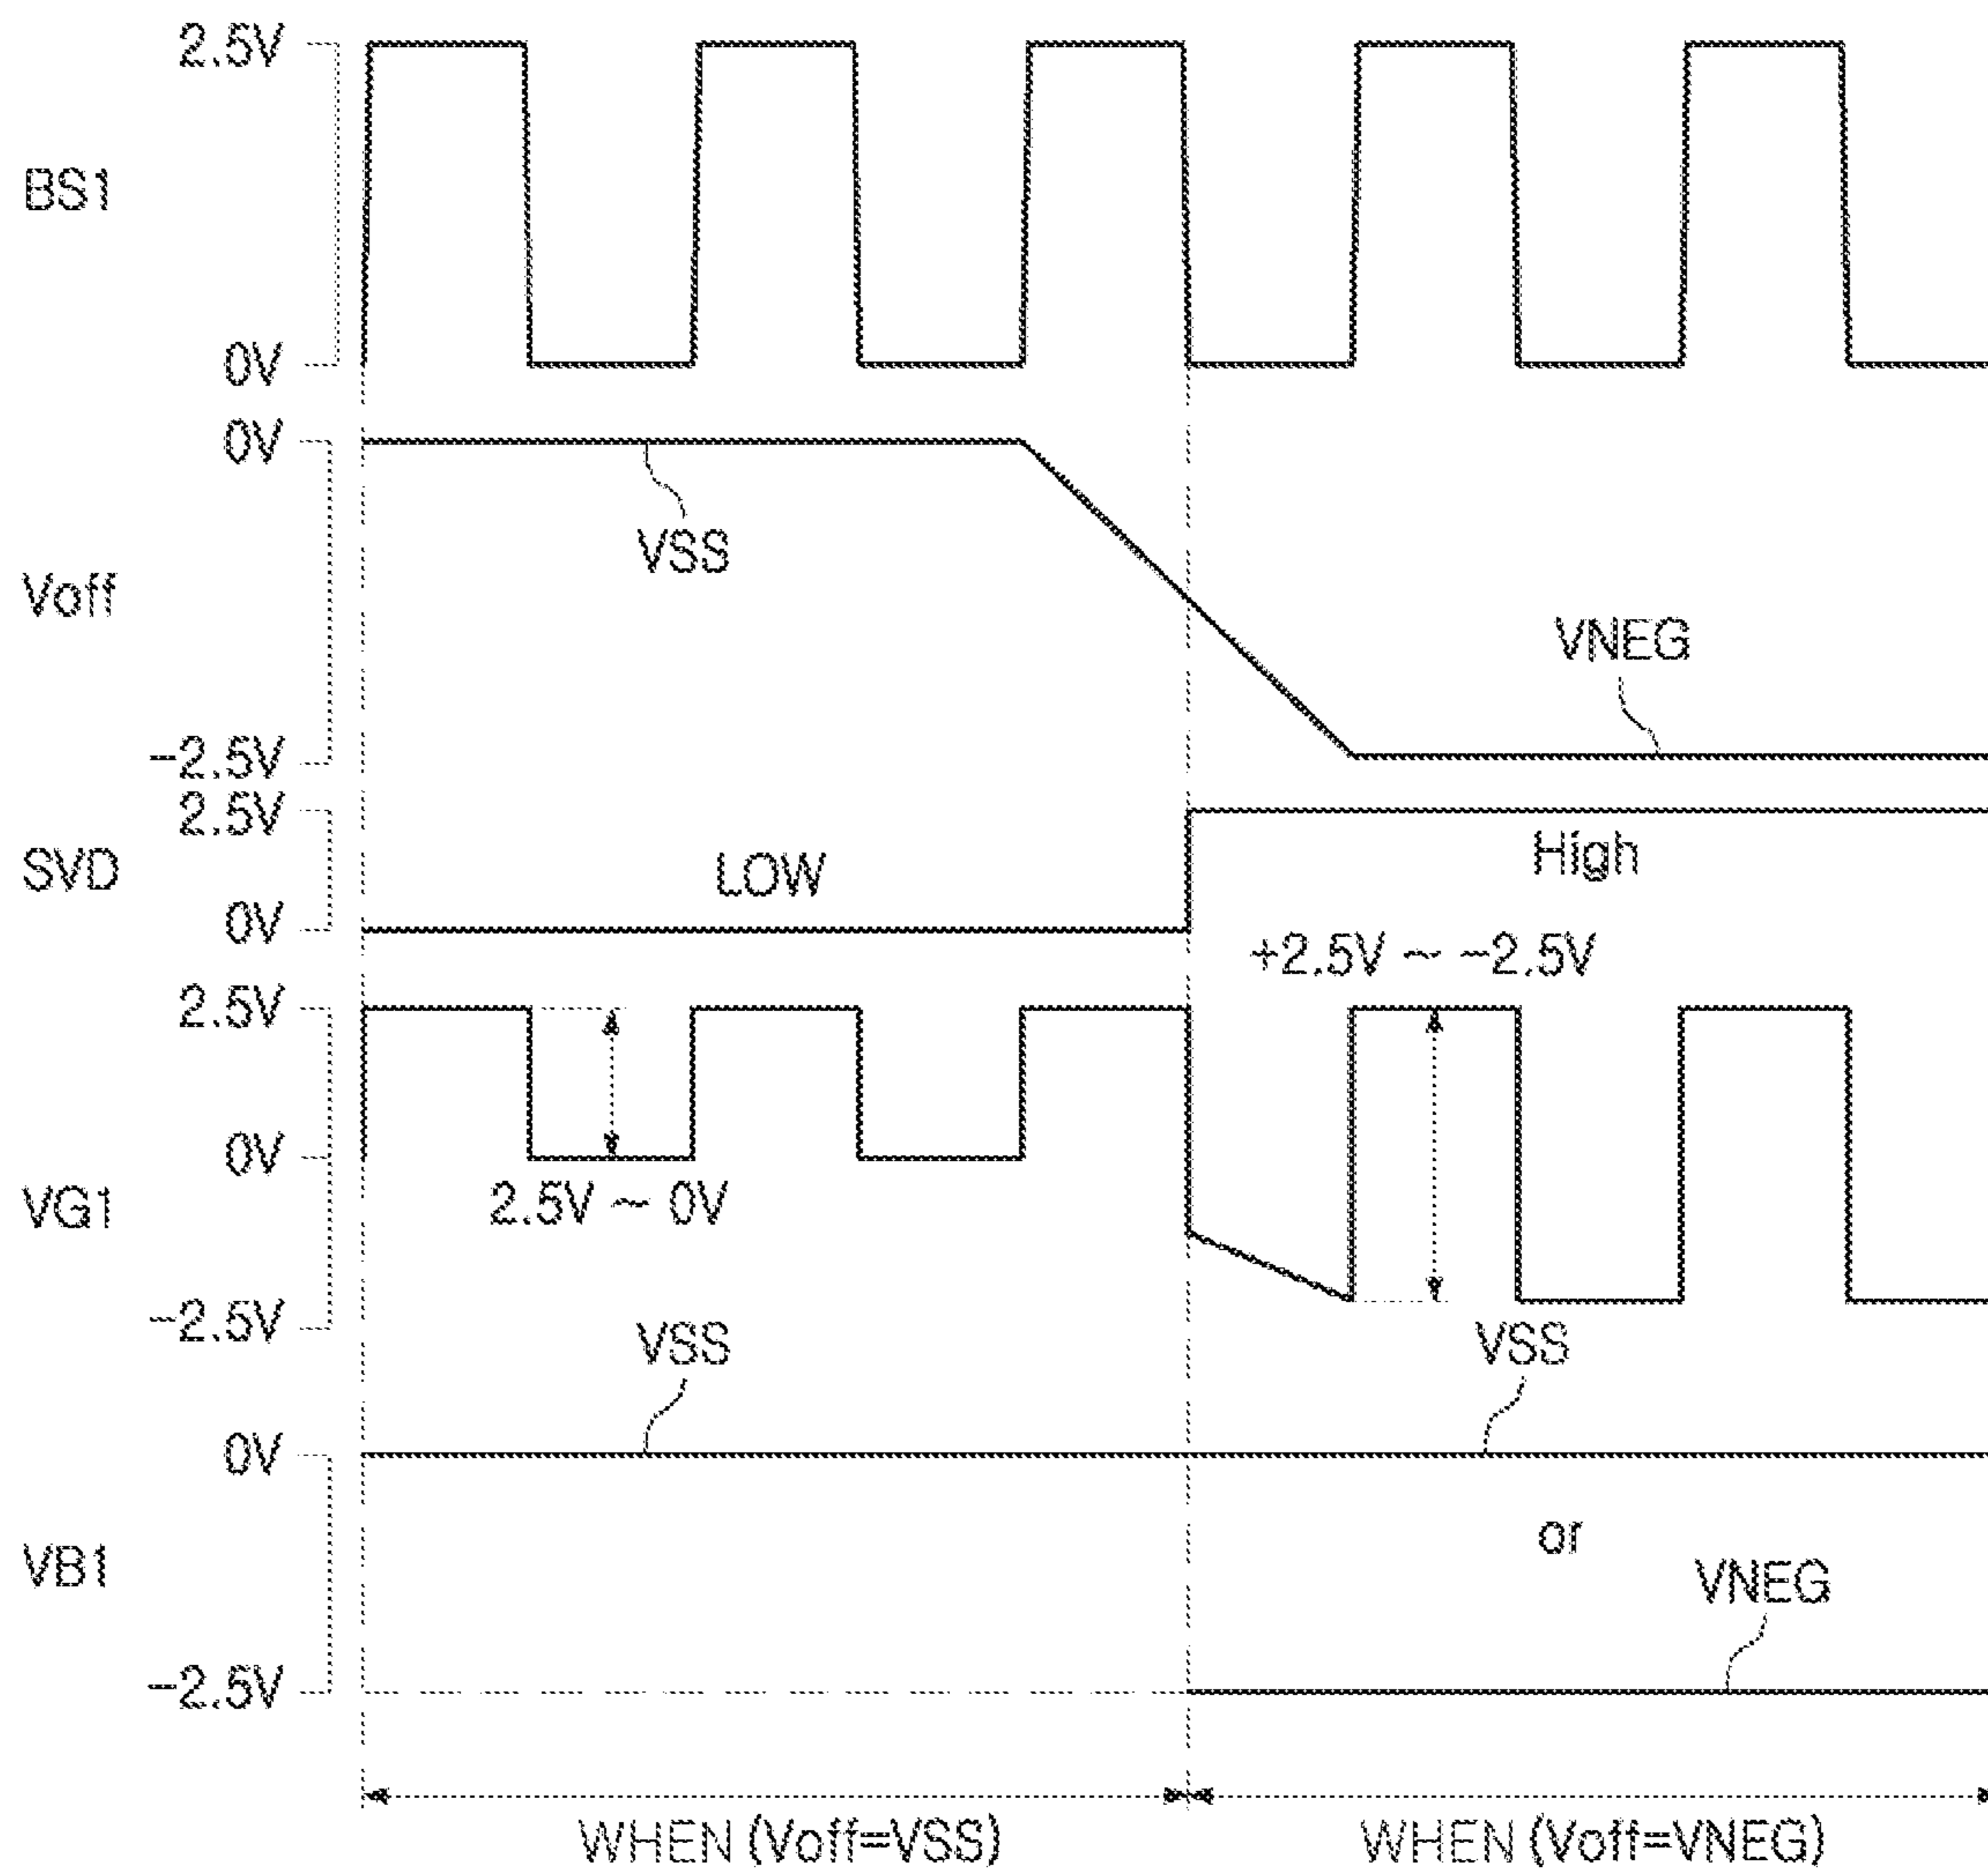 2.5V
BS1
0V
0V
VSS
Voff
VNEG
-2.5V
2.5V
SVD
LOW
High
0V
+2.5V ~ -2.5V
2.5V
0V
2.5V ~ 0V
VG1
-2.5V
VSS
VSS
0V
or
VB1
VNEG
-2.5V
WHEN (Voff=VSS)
WHEN (Voff=VNEG)